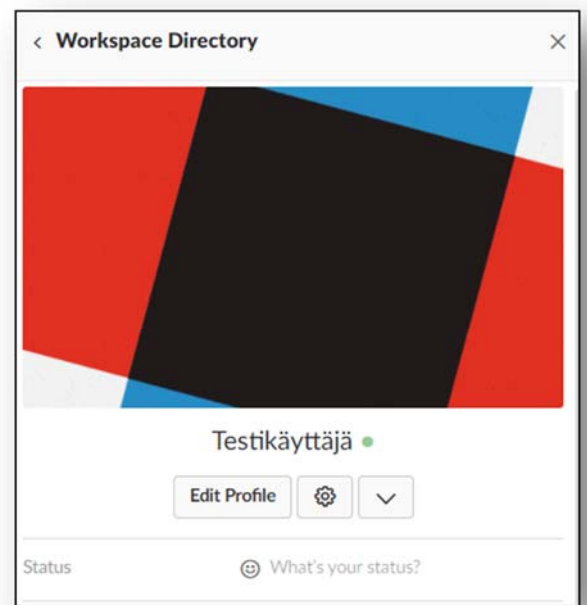 Workspace Directory
Testikäyttäjä
Edit Profile
Status What's your status?